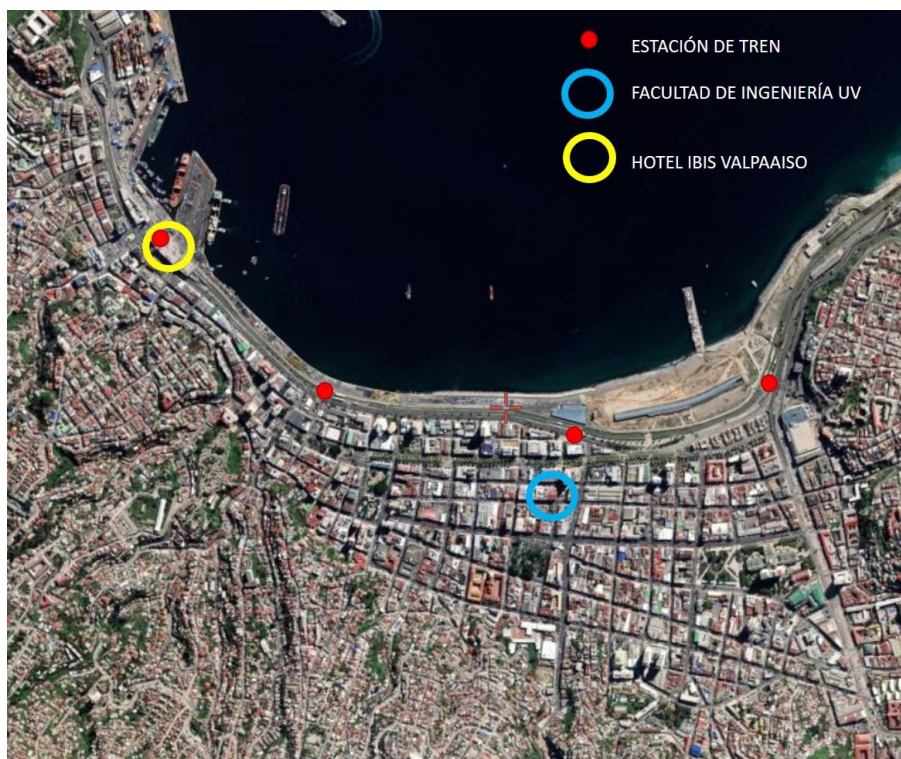 ESTACIÓN DE TREN
FACULTAD DE INGENIERÍA UV
HOTEL IBIS VALPAAISO